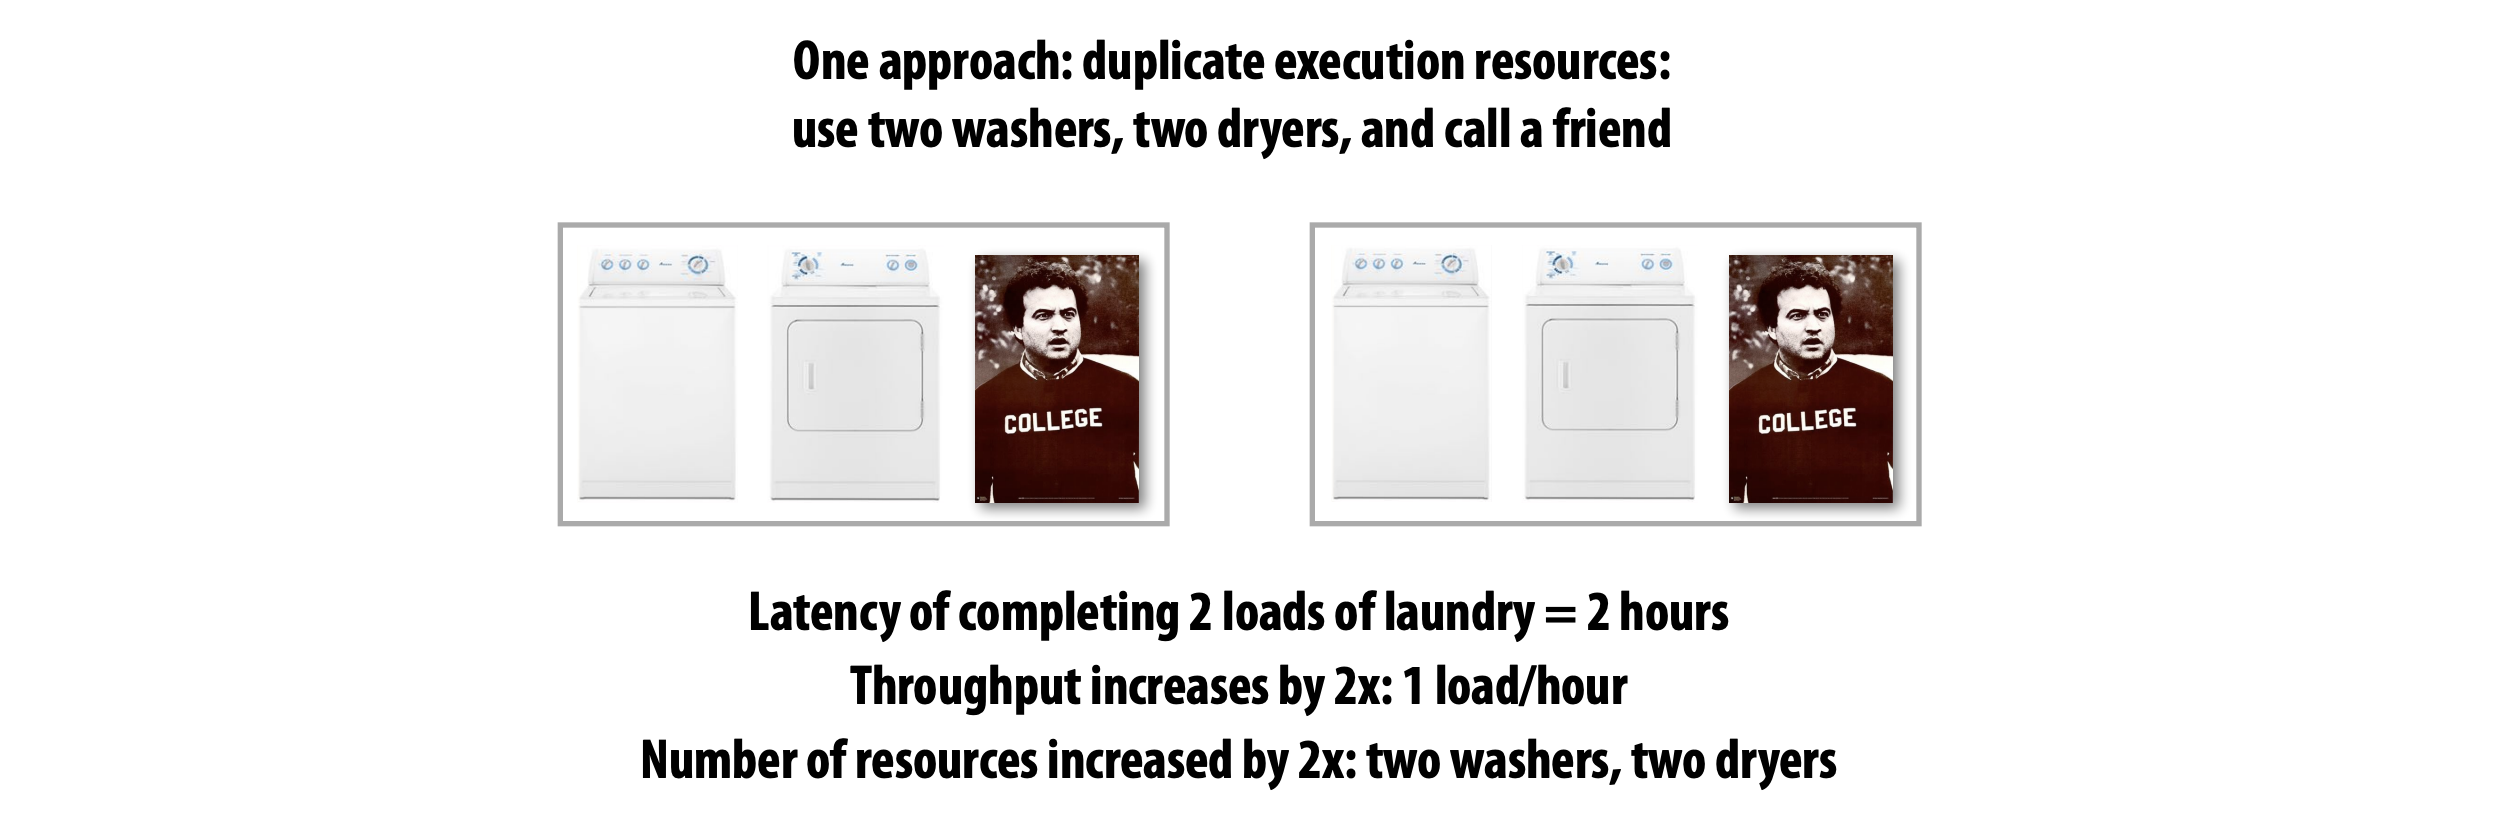 One approach: duplicate execution resources:
use two washers, two dryers, and call a friend
COLLEGE
COLLEGE
Latency of completing 2 loads of laundry = 2 hours
Throughput increases by 2x: 1 load/hour
Number of resources increased by 2x: two washers, two dryers